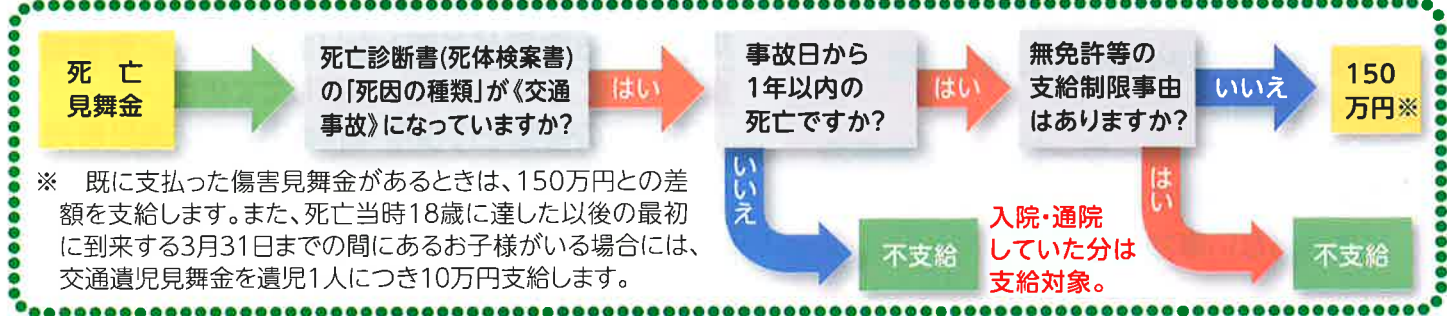 死　亡
見舞金
死亡診断書(死体検案書)
の「死因の種類」が《交通
事故》になっていますか?
はい
事故日から
1年以内の
死亡ですか?
はい
無免許等の
支給制限事由
はありますか?
いいえ
150
万円※
いいえ
不支給
入院・通院
していた分は
支給対象。
はい
不支給
※　既に支払った傷害見舞金があるときは、150万円との差
額を支給します。また、死亡当時18歳に達した以後の最初
に到来する3月31日までの間にあるお子様がいる場合には、
交通遺児見舞金を遺児1人につき10万円支給します。